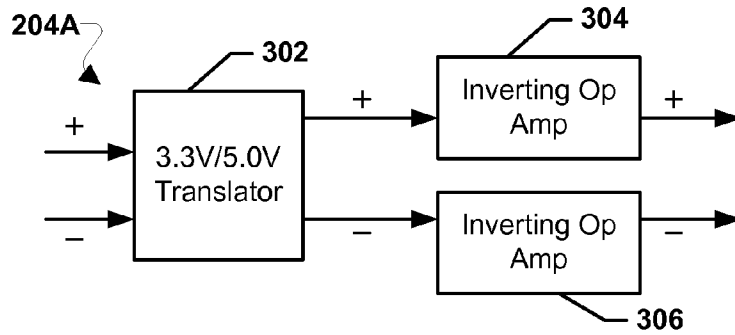 204A
302
304
+
−
3.3V/5.0V
Translator
+
−
Inverting Op
Amp
+
Inverting Op
Amp
−
306